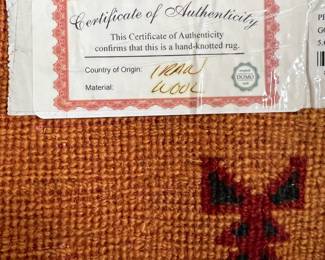 Certificate of Authenticity
This Certificate of Authenticity
confirms that this is a hand-knotted rug.
Country of Origin: IRAN
Material: WOOL
DOMO